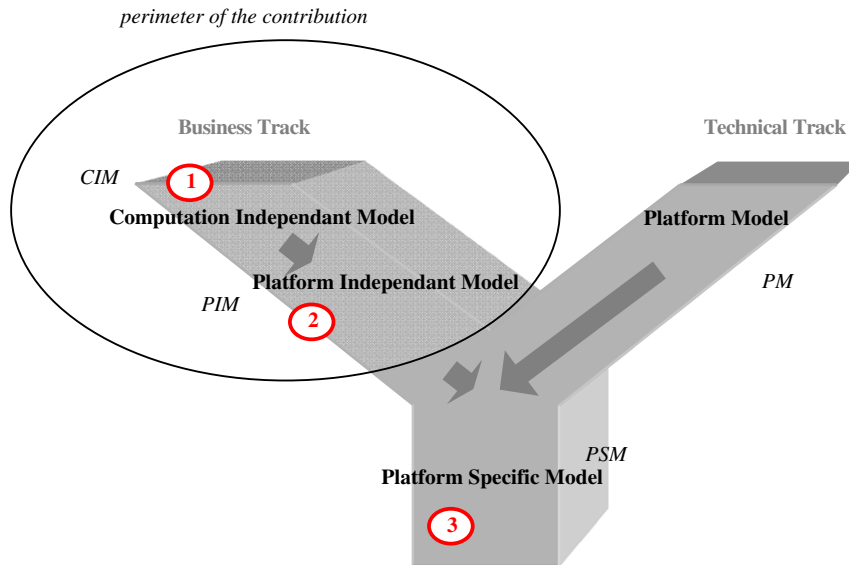 perimeter of the contribution
Business Track
Technical Track
CIM
1
Computation Independant Model
Platform Model
Platform Independant Model
PM
PIM
2
PSM
Platform Specific Model
3